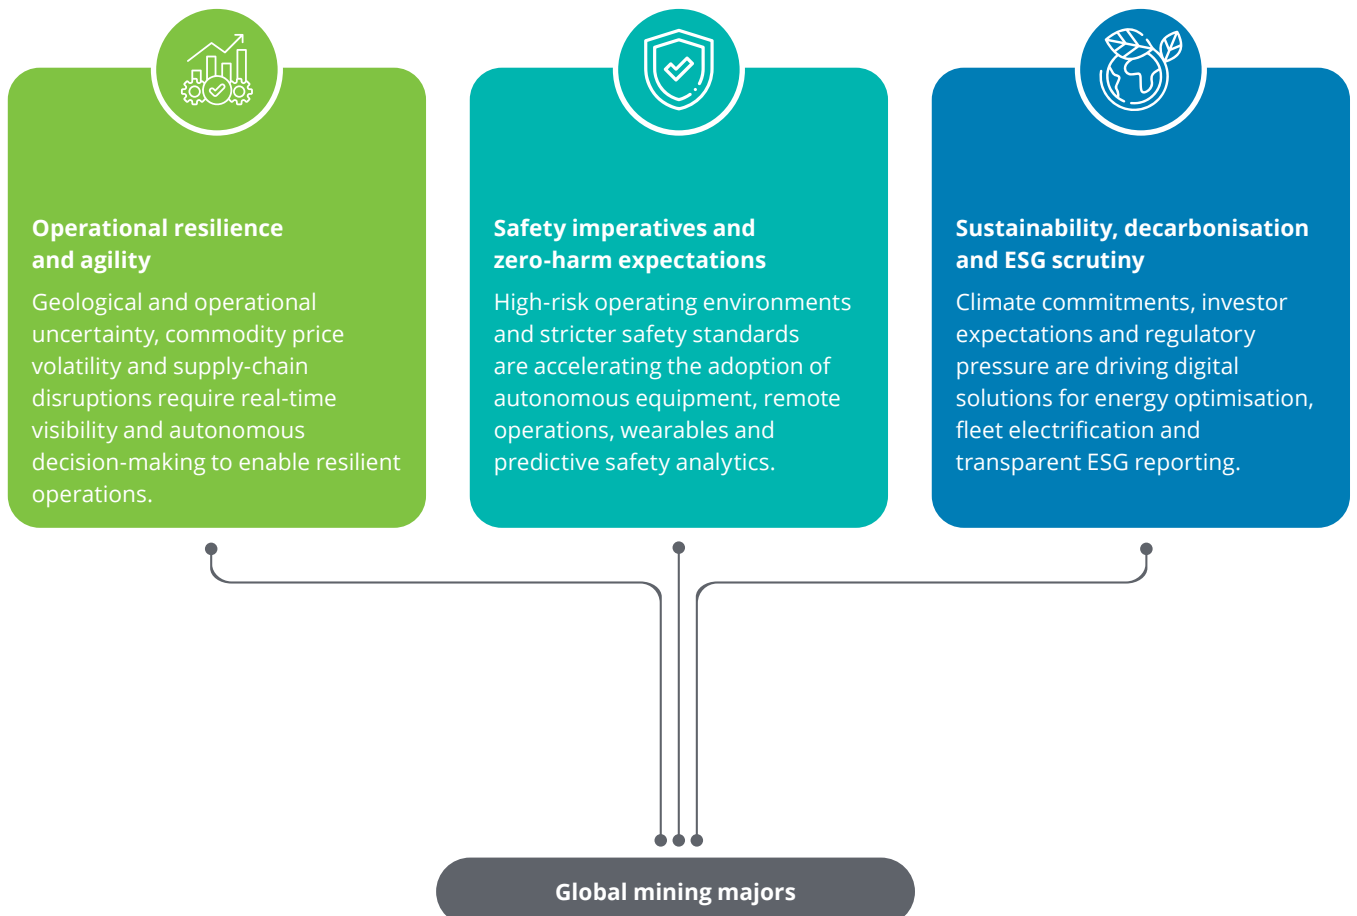 Operational resilience
and agility
Geological and operational
uncertainty, commodity price
volatility and supply-chain
disruptions require real-time
visibility and autonomous
decision-making to enable resilient
operations.
Safety imperatives and
zero-harm expectations
High-risk operating environments
and stricter safety standards
are accelerating the adoption of
autonomous equipment, remote
operations, wearables and
predictive safety analytics.
Sustainability, decarbonisation
and ESG scrutiny
Climate commitments, investor
expectations and regulatory
pressure are driving digital
solutions for energy optimisation,
fleet electrification and
transparent ESG reporting.
Global mining majors